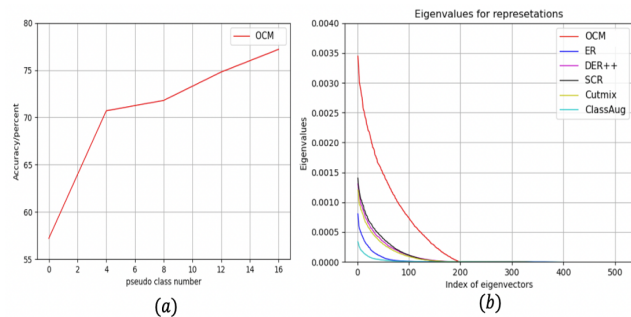 80
75
70
65
60
55
Accuracy/percent
OCM
0 2 4 6 8 10 12 14 16
pseudo class number
(a)
Eigenvalues for represetations
0.0040
0.0035
0.0030
0.0025
0.0020
0.0015
0.0010
0.0005
0.0000
Eigenvalues
OCM
ER
DER++
SCR
Cutmix
ClassAug
0 100 200 300 400 500
Index of eigenvectors
(b)